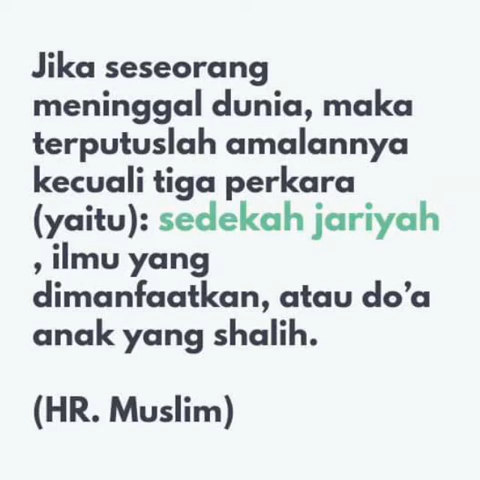 Jika seseorang
meninggal dunia, maka
terputuslah amalannya
kecuali tiga perkara
(yaitu): sedekah jariyah
, ilmu yang
dimanfaatkan, atau do’a
anak yang shalih.
(HR. Muslim)